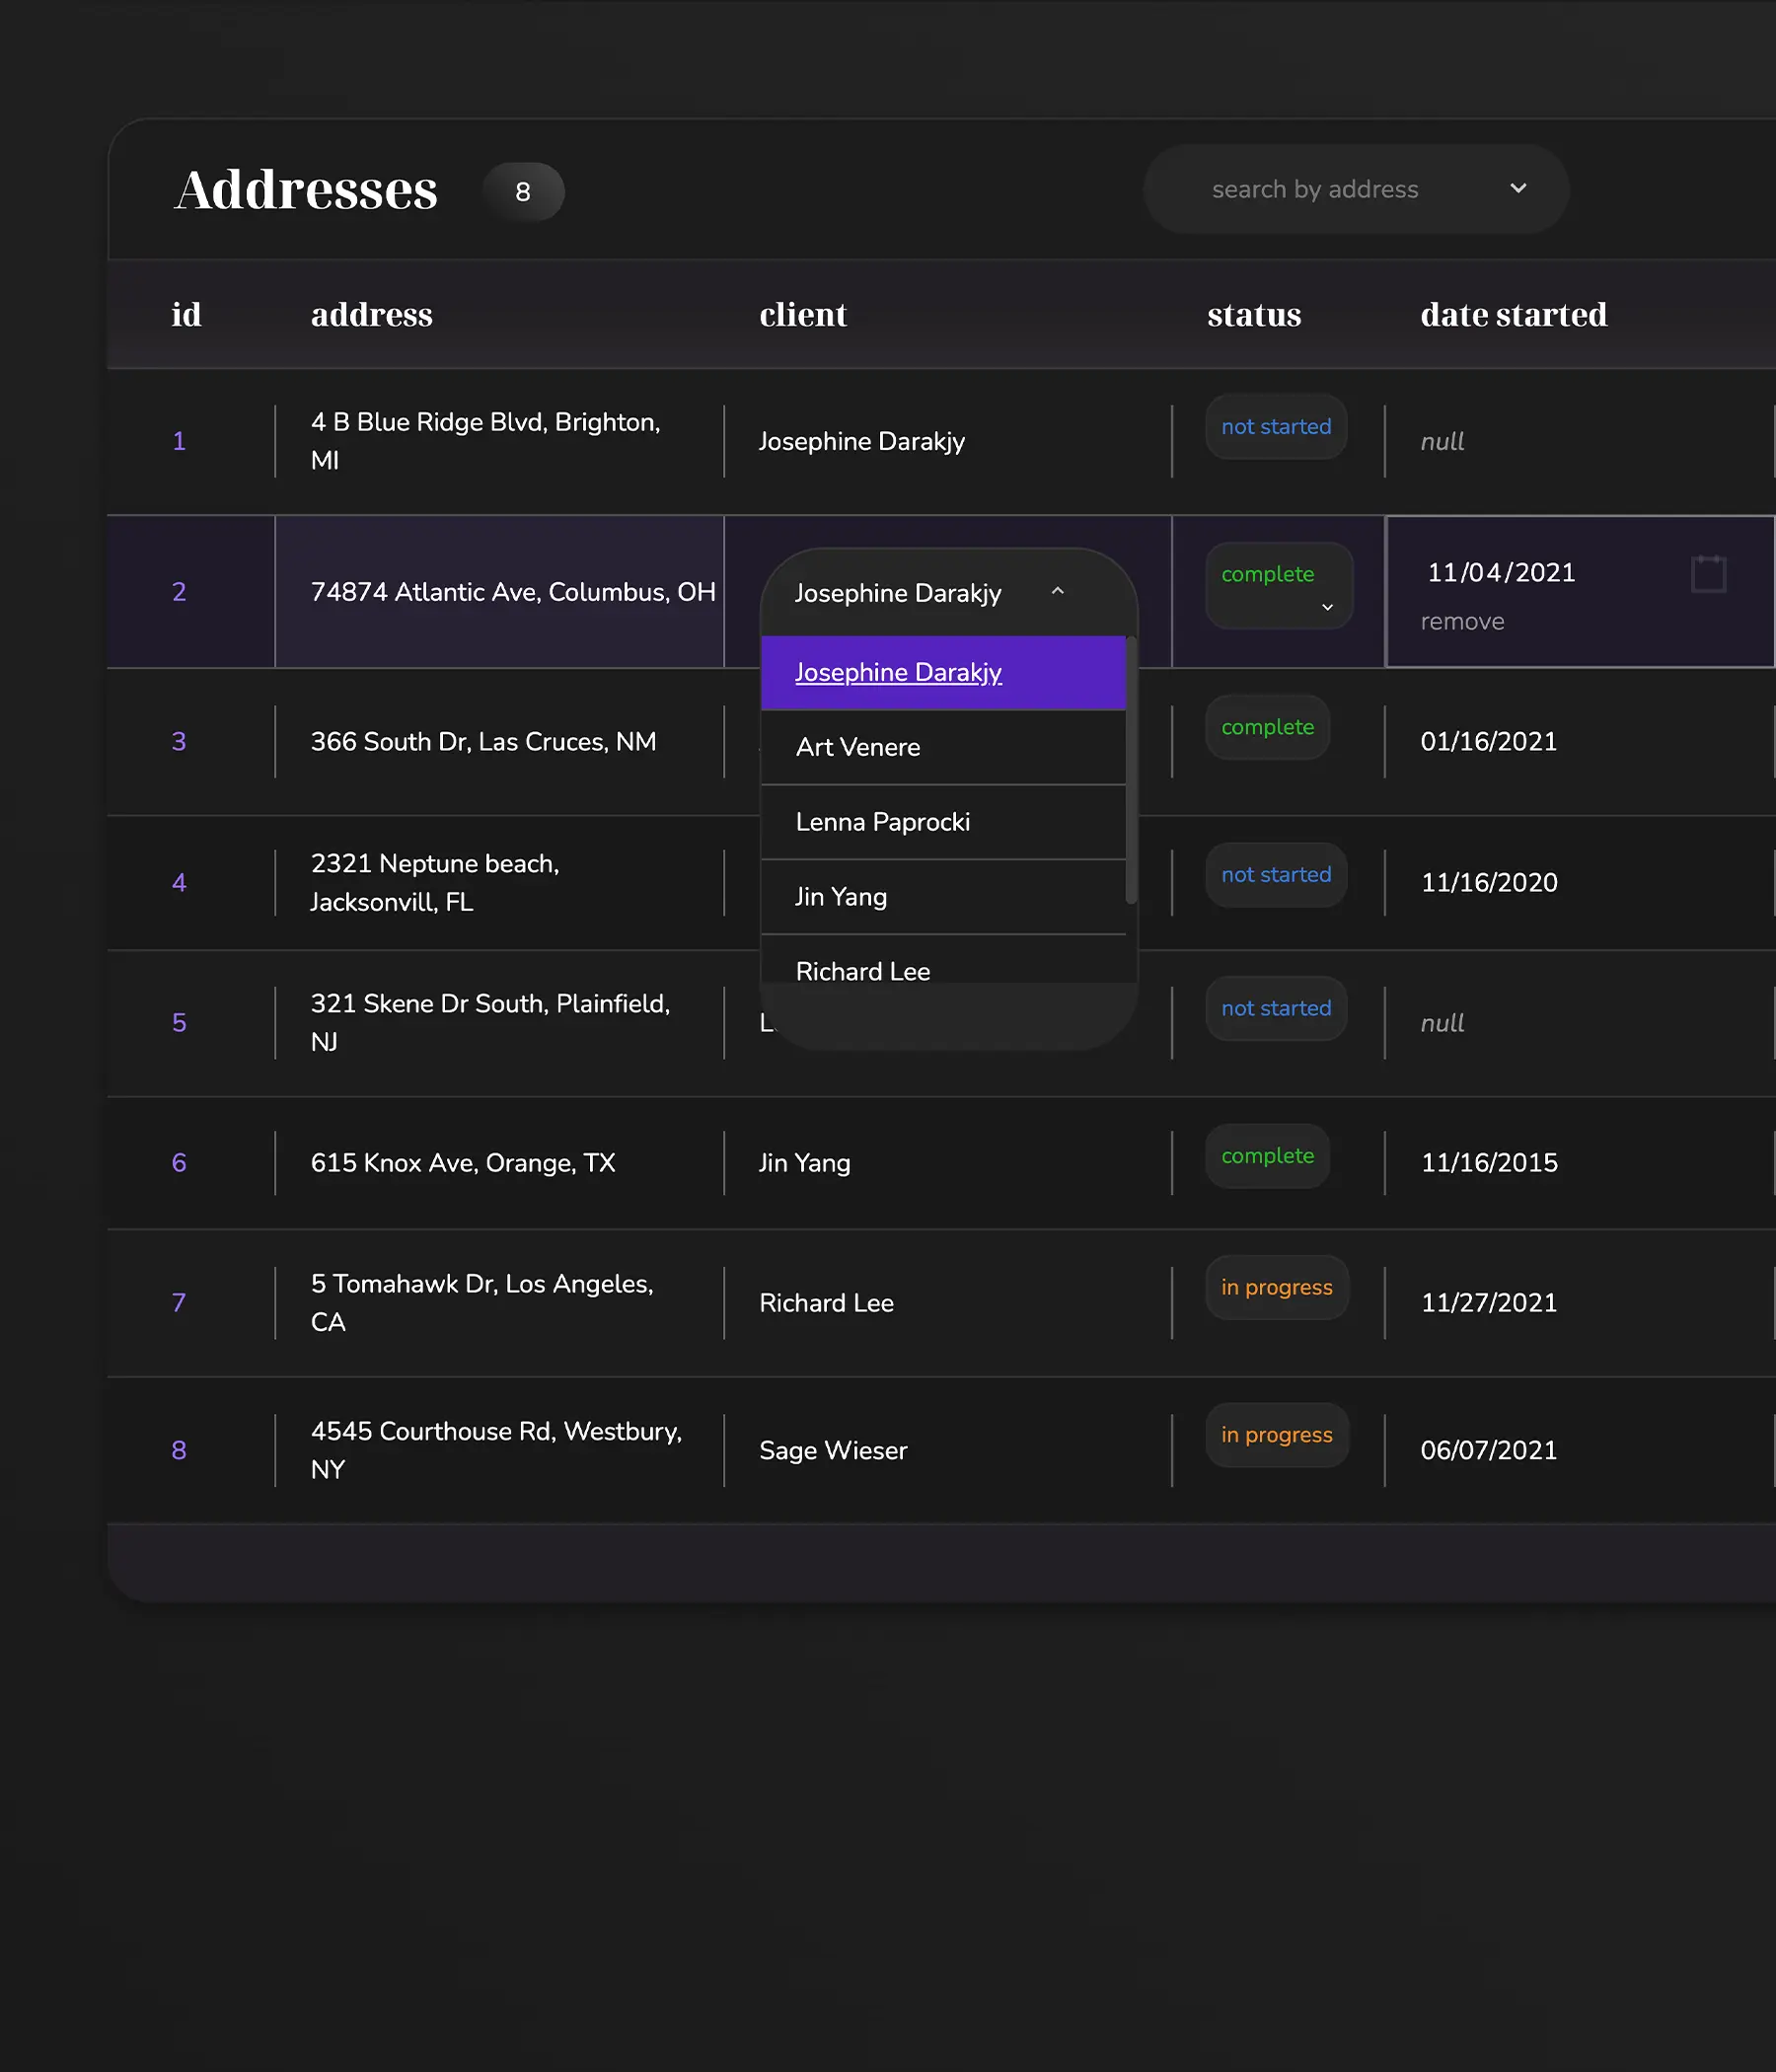 Addresses 8 search by address
id address client status date started
1 4 B Blue Ridge Blvd, Brighton, MI Josephine Darakjy not started null
2 74874 Atlantic Ave, Columbus, OH Josephine Darakjy complete 11/04/2021
remove
Josephine Darakjy
Art Venere
Lenna Paprocki
Jin Yang
Richard Lee
3 366 South Dr, Las Cruces, NM complete 01/16/2021
4 2321 Neptune beach, Jacksonvill, FL not started 11/16/2020
5 321 Skene Dr South, Plainfield, NJ not started null
6 615 Knox Ave, Orange, TX Jin Yang complete 11/16/2015
7 5 Tomahawk Dr, Los Angeles, CA Richard Lee in progress 11/27/2021
8 4545 Courthouse Rd, Westbury, NY Sage Wieser in progress 06/07/2021